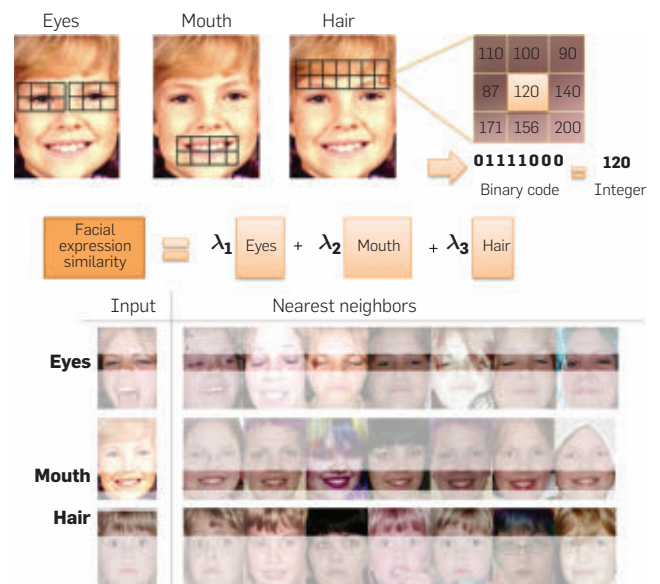 Eyes Mouth Hair
110 100 90
87 120 140
171 156 200
01111000 = 120
Binary code Integer
Facial
expression
similarity
= λ1 Eyes + λ2 Mouth + λ3 Hair
Input Nearest neighbors
Eyes
Mouth
Hair